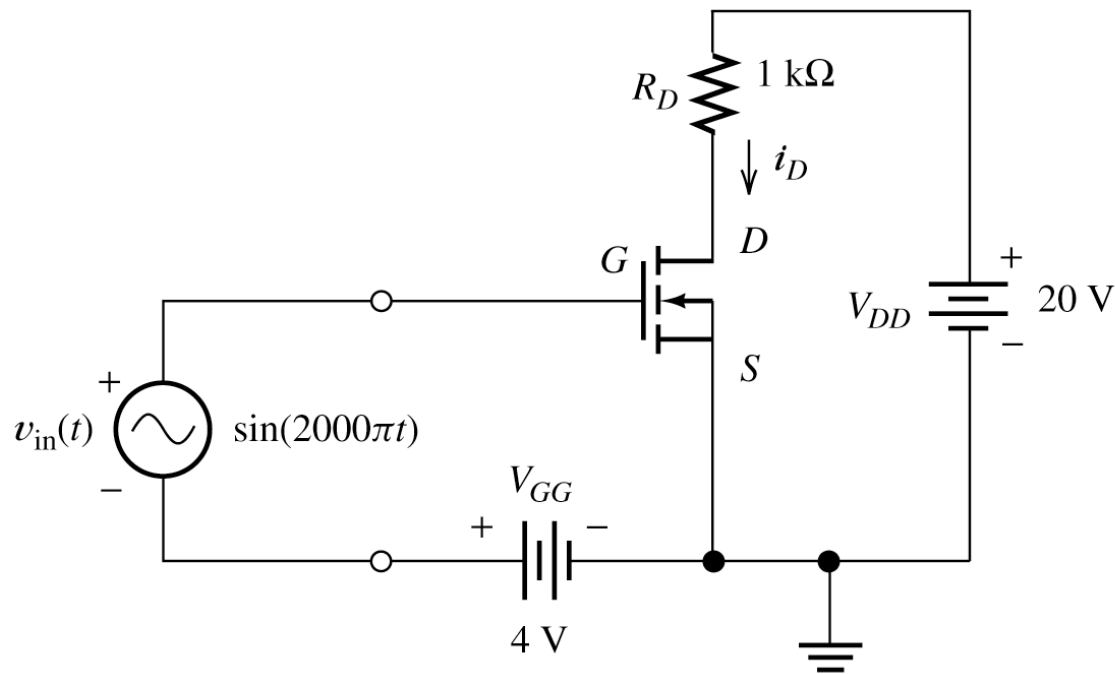 R_D 1 kΩ
i_D
D
G
+
V_DD 20 V
−
S
+
v_in(t) sin(2000πt)
−
V_GG
+ −
4 V